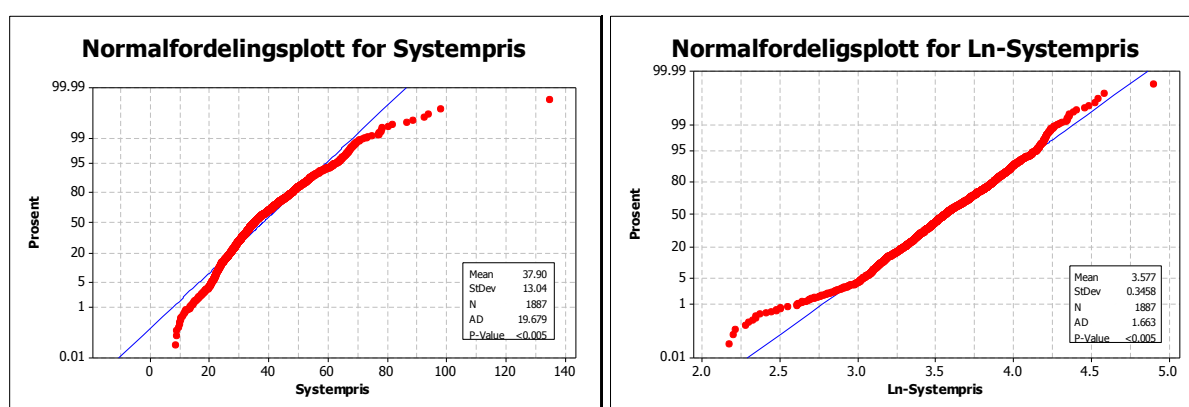 Normalfordelingsplott for Systempris
99.99
99
95
80
50
20
5
1
0.01
Prosent
0
20
40
60
80
100
120
140
Systempris
Mean 37.90
StDev 13.04
N 1887
AD 19.679
P-Value <0.005
Normalfordeligsplott for Ln-Systempris
99.99
99
95
80
50
20
5
1
0.01
Prosent
2.0
2.5
3.0
3.5
4.0
4.5
5.0
Ln-Systempris
Mean 3.577
StDev 0.3458
N 1887
AD 1.663
P-Value <0.005